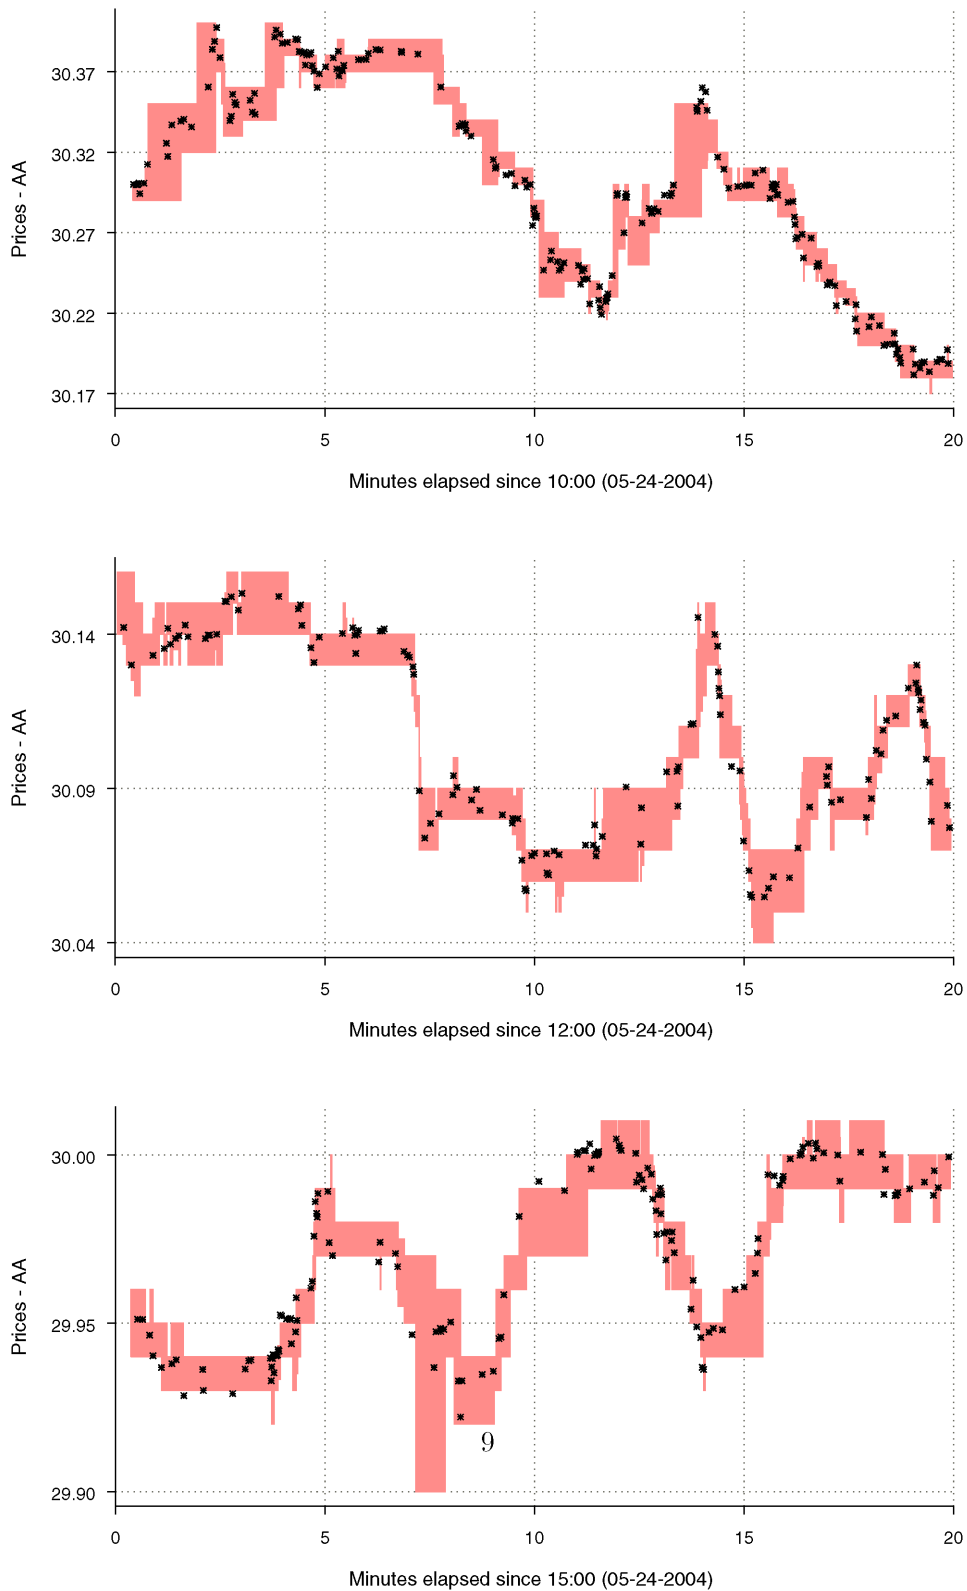 Prices - AA
30.37
30.32
30.27
30.22
30.17
0 5 10 15 20
Minutes elapsed since 10:00 (05-24-2004)
Prices - AA
30.14
30.09
30.04
0 5 10 15 20
Minutes elapsed since 12:00 (05-24-2004)
Prices - AA
30.00
29.95
29.90
9
0 5 10 15 20
Minutes elapsed since 15:00 (05-24-2004)